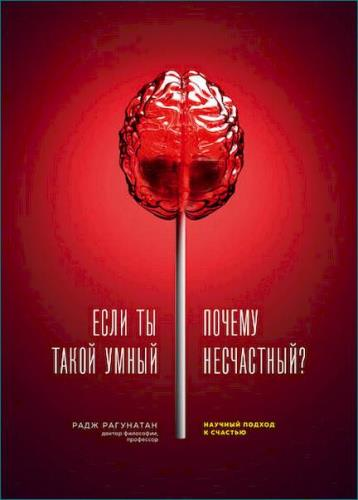 ЕСЛИ ТЫ
ТАКОЙ УМНЫЙ
ПОЧЕМУ
НЕСЧАСТНЫЙ?
РАДЖ РАГУНАТАН
доктор философии,
профессор
НАУЧНЫЙ ПОДХОД
К СЧАСТЬЮ